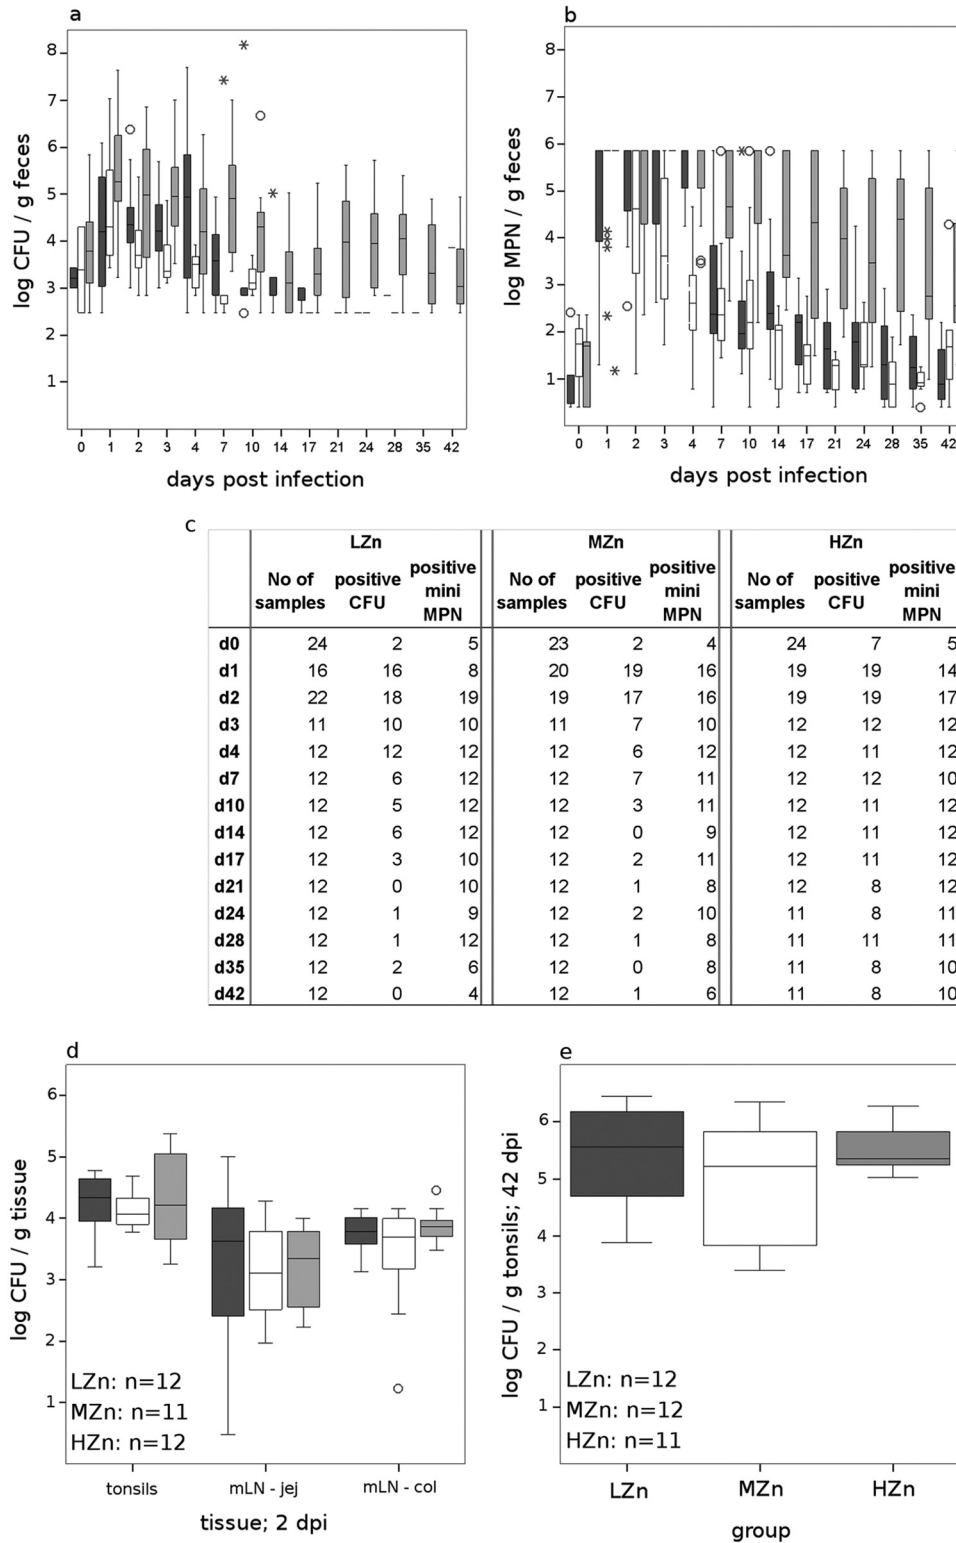 a
log CFU / g feces
8
7
6
5
4
3
2
1
0 1 2 3 4 7 10 14 17 21 24 28 35 42
days post infection
b
log MPN / g feces
8
7
6
5
4
3
2
1
0 1 2 3 4 7 10 14 17 21 24 28 35 42
days post infection
c
LZn MZn HZn
No of samples positive CFU positive mini MPN No of samples positive CFU positive mini MPN No of samples positive CFU positive mini MPN
d0 24 2 5 23 2 4 24 7 5
d1 16 16 8 20 19 16 19 19 14
d2 22 18 19 19 17 16 19 19 17
d3 11 10 10 11 7 10 12 12 12
d4 12 12 12 12 6 12 12 11 12
d7 12 6 12 12 7 11 12 12 10
d10 12 5 12 12 3 11 12 11 12
d14 12 6 12 12 0 9 12 11 12
d17 12 3 10 12 2 11 12 11 12
d21 12 0 10 12 1 8 12 8 12
d24 12 1 9 12 2 10 11 8 11
d28 12 1 12 12 1 8 11 11 11
d35 12 2 6 12 0 8 11 8 10
d42 12 0 4 12 1 6 11 8 10
d
log CFU / g tissue
6
5
4
3
2
1
LZn: n=12
MZn: n=11
HZn: n=12
tonsils mLN - jej mLN - col
tissue; 2 dpi
e
log CFU / g tonsils; 42 dpi
6
5
4
3
2
1
LZn: n=12
MZn: n=12
HZn: n=11
LZn MZn HZn
group